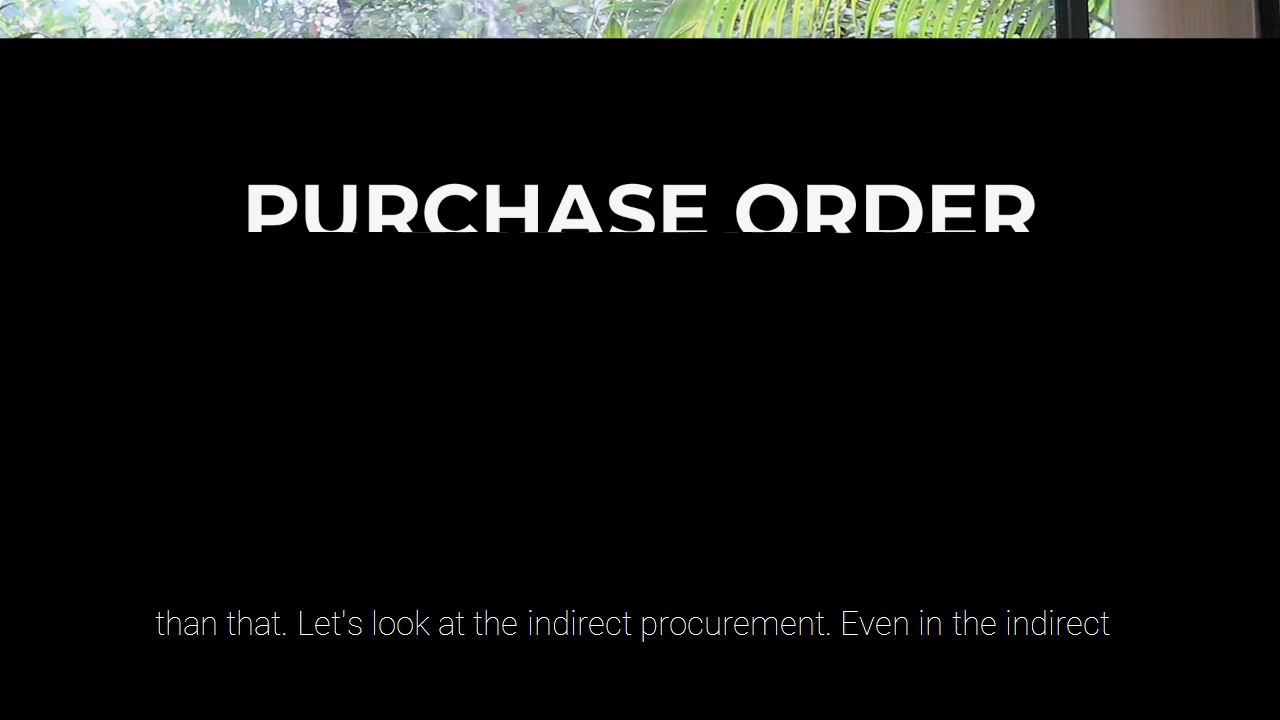 PURCHASE ORDER
than that. Let's look at the indirect procurement. Even in the indirect